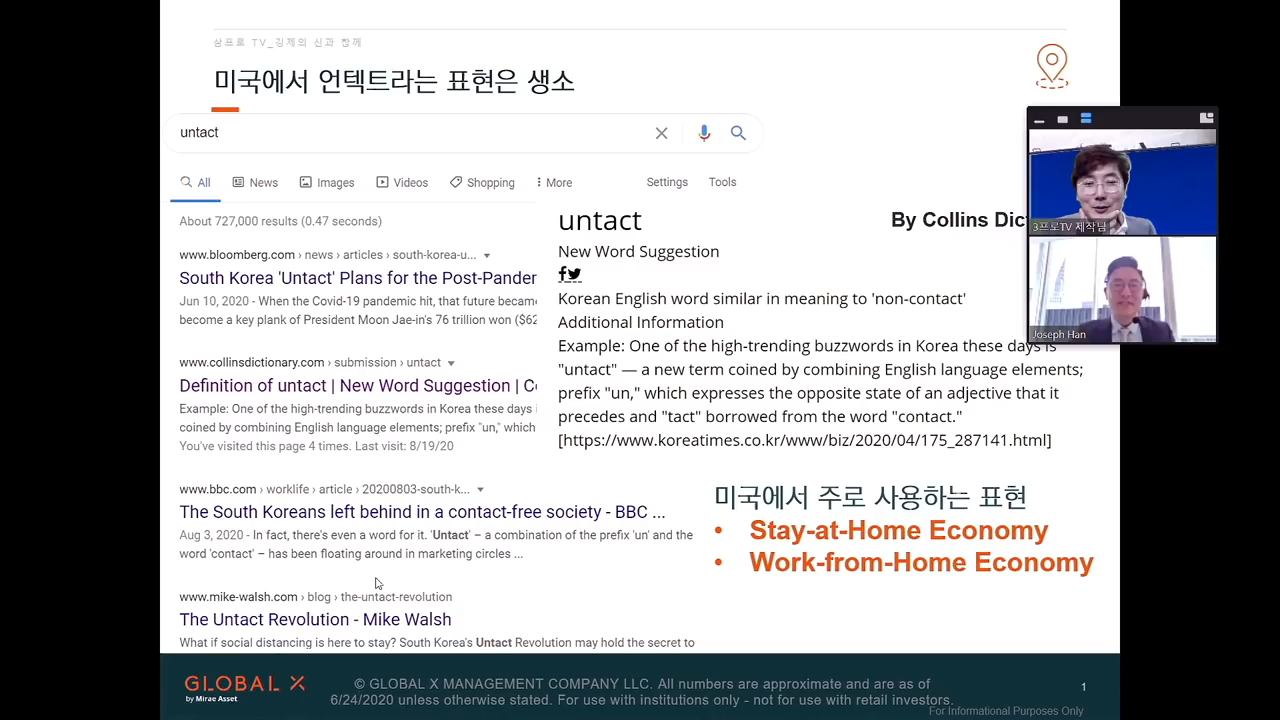 삼프로 TV_경제의 신과 함께
미국에서 언텍트라는 표현은 생소
untact
All News Images Videos Shopping More Settings Tools
About 727,000 results (0.47 seconds)
www.bloomberg.com › news › articles › south-korea-u...
South Korea 'Untact' Plans for the Post-Pander
Jun 10, 2020 - When the Covid-19 pandemic hit, that future became
become a key plank of President Moon Jae-in's 76 trillion won ($62
www.collinsdictionary.com › submission › untact
Definition of untact | New Word Suggestion | Co
Example: One of the high-trending buzzwords in Korea these days i
coined by combining English language elements; prefix "un," which
You've visited this page 4 times. Last visit: 8/19/20
www.bbc.com › worklife › article › 20200803-south-k...
The South Koreans left behind in a contact-free society - BBC ...
Aug 3, 2020 - In fact, there's even a word for it. 'Untact' – a combination of the prefix 'un' and the
word 'contact' – has been floating around in marketing circles ...
www.mike-walsh.com › blog › the-untact-revolution
The Untact Revolution - Mike Walsh
What if social distancing is here to stay? South Korea's Untact Revolution may hold the secret to
untact
By Collins Dict
New Word Suggestion
Korean English word similar in meaning to 'non-contact'
Additional Information
Example: One of the high-trending buzzwords in Korea these days is
"untact" — a new term coined by combining English language elements;
prefix "un," which expresses the opposite state of an adjective that it
precedes and "tact" borrowed from the word "contact."
[https://www.koreatimes.co.kr/www/biz/2020/04/175_287141.html]
미국에서 주로 사용하는 표현
• Stay-at-Home Economy
• Work-from-Home Economy
3프로TV 제작님
Joseph Han
GLOBAL X
by Mirae Asset
© GLOBAL X MANAGEMENT COMPANY LLC. All numbers are approximate and are as of
6/24/2020 unless otherwise stated. For use with institutions only - not for use with retail investors.
1
For Informational Purposes Only